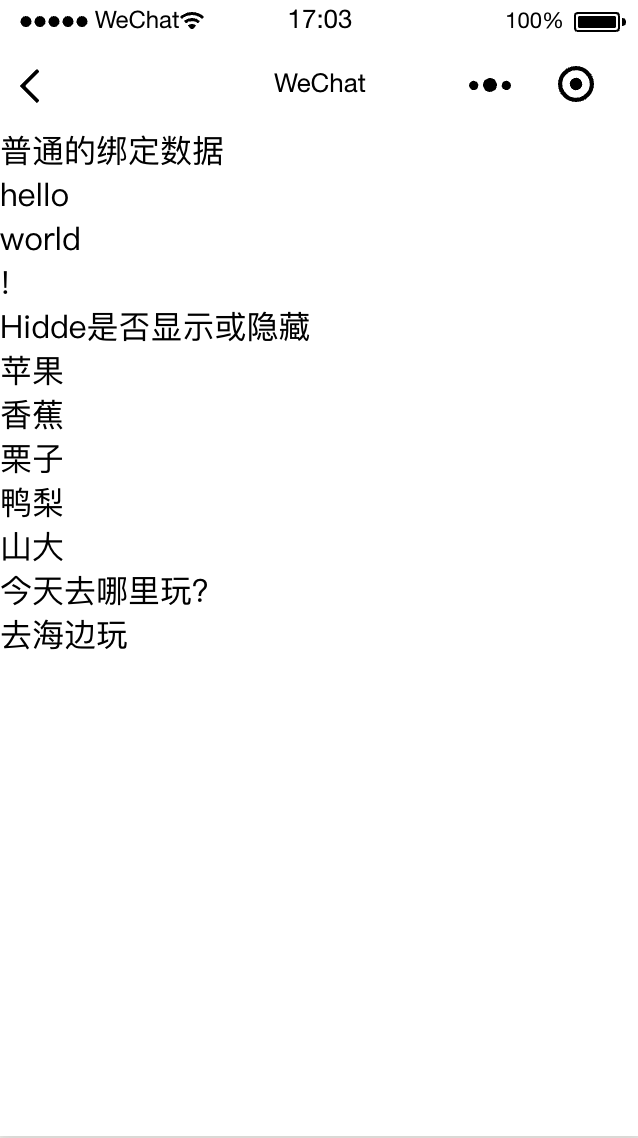 WeChat 17:03 100%
WeChat
普通的绑定数据
hello
world
!
Hidde是否显示或隐藏
苹果
香蕉
栗子
鸭梨
山大
今天去哪里玩?
去海边玩